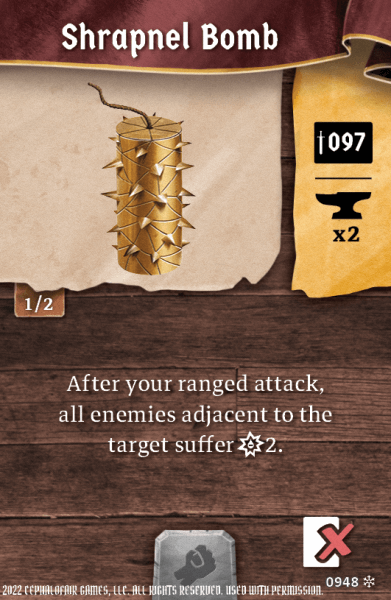 Shrapnel Bomb
097
x2
1/2
After your ranged attack,
all enemies adjacent to the
target suffer 2.
0948
2022 CEPHALOFAIR GAMES, LLC. ALL RIGHTS RESERVED. USED WITH PERMISSION.